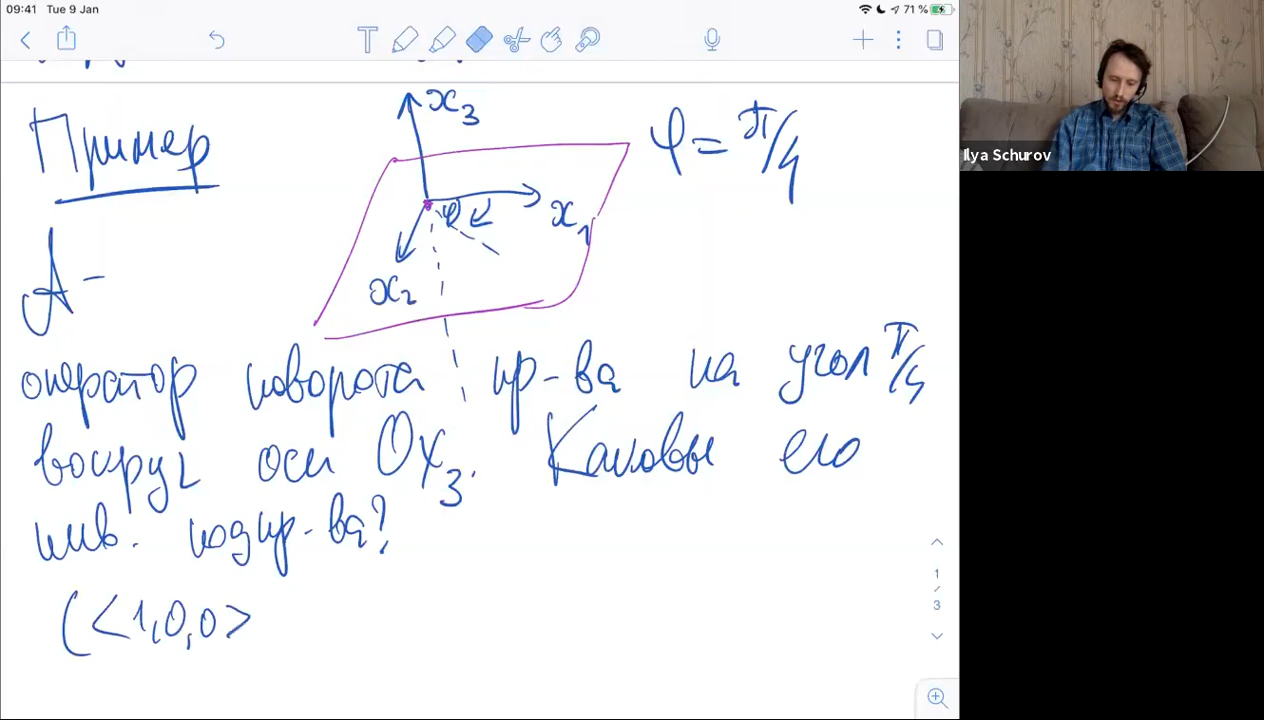 09:41 Tue 9 Jan
71 %
Пример
x₃
φ = π/4
φ
x₁
x₂
A -
оператор поворота пр-ва на угол π/4
вокруг оси Ox₃. Каковы его
инв. подпр-ва?
(<1,0,0>
1
/
3
Ilya Schurov